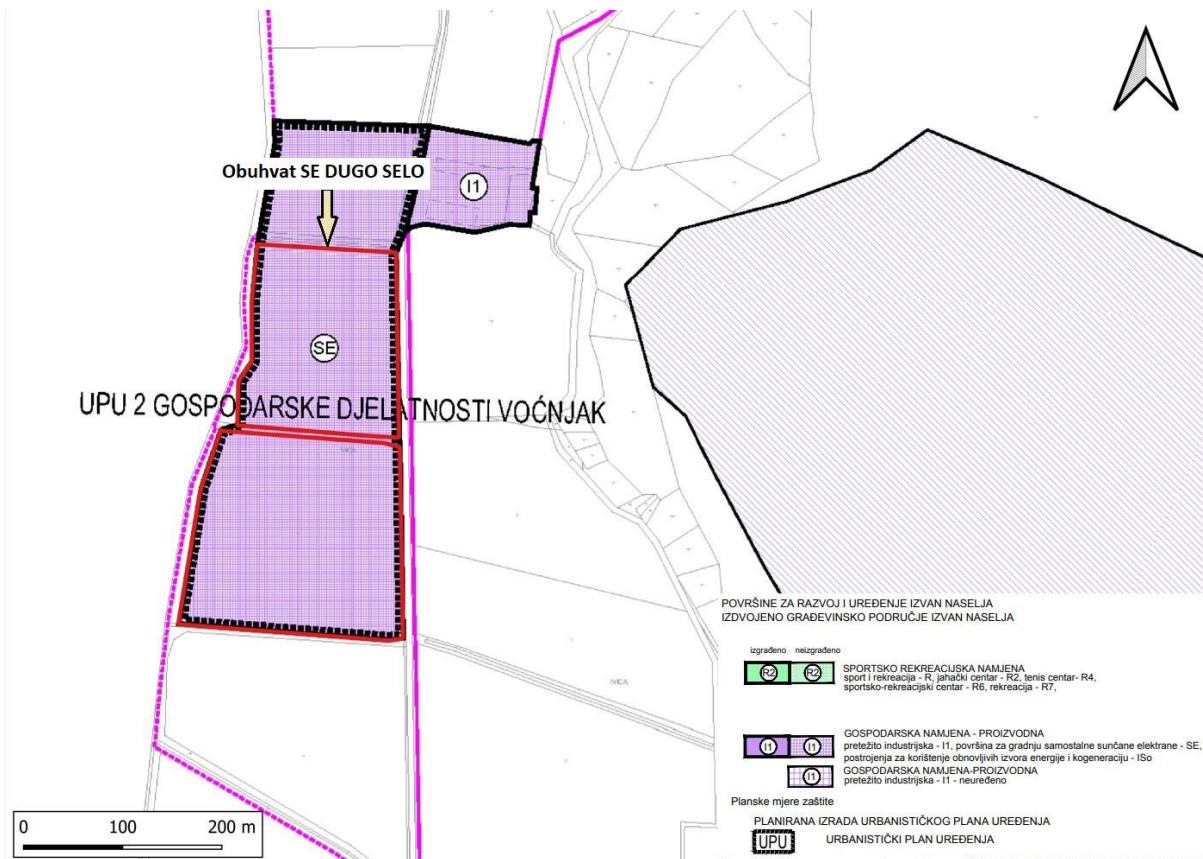 Obuhvat SE DUGO SELO
I1
SE
UPU 2 GOSPODARSKE DJELATNOSTI VOĆNJAK
IVICA
IVICA
POVRŠINE ZA RAZVOJ I UREĐENJE IZVAN NASELJA
IZDVOJENO GRAĐEVINSKO PODRUČJE IZVAN NASELJA
izgrađeno neizgrađeno
R2 R2 SPORTSKO REKREACIJSKA NAMJENA
sport i rekreacija - R, jahački centar - R2, tenis centar- R4,
sportsko-rekreacijski centar - R6, rekreacija - R7,
GOSPODARSKA NAMJENA - PROIZVODNA
I1 I1 pretežito industrijska - I1, površina za gradnju samostalne sunčane elektrane - SE,
postrojenja za korištenje obnovljivih izvora energije i kogeneraciju - ISo
GOSPODARSKA NAMJENA-PROIZVODNA
I1 pretežito industrijska - I1 - neuređeno
Planske mjere zaštite
PLANIRANA IZRADA URBANISTIČKOG PLANA UREĐENJA
UPU URBANISTIČKI PLAN UREĐENJA
0 100 200 m